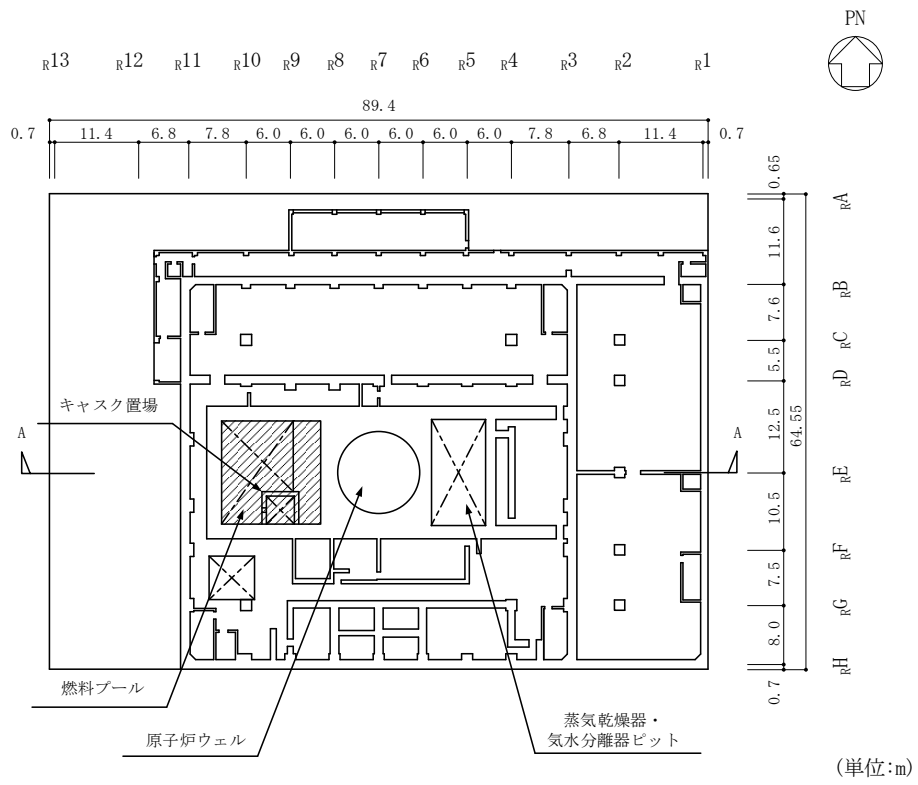 PN
R13 R12 R11 R10 R9 R8 R7 R6 R5 R4 R3 R2 R1
89.4
0.7 11.4 6.8 7.8 6.0 6.0 6.0 6.0 6.0 6.0 7.8 6.8 11.4 0.7
0.65
RA
11.6
RB
7.6
RC
5.5
RD
12.5
64.55
キャスク置場
A A
RE
10.5
RF
7.5
RG
8.0
RH
0.7
燃料プール
原子炉ウェル
蒸気乾燥器・
気水分離器ピット
(単位:m)